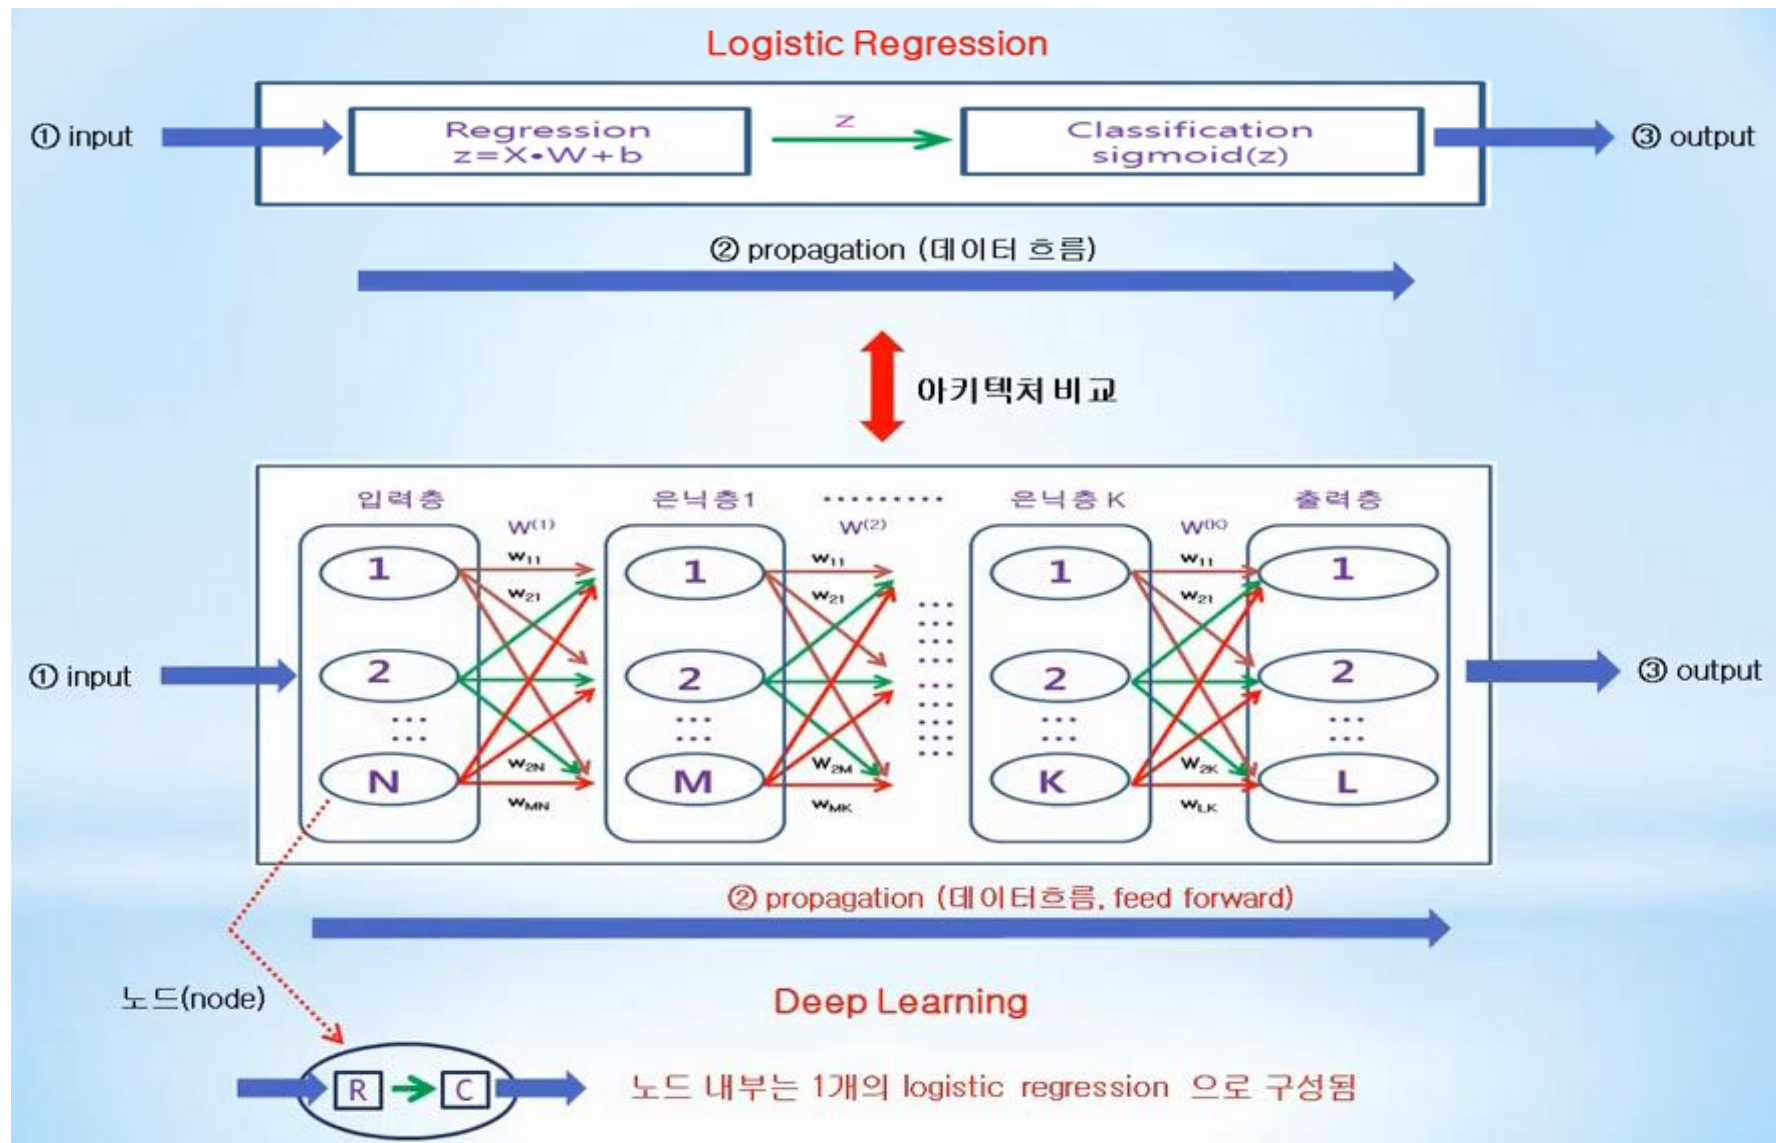 Logistic Regression
① input
Regression
z=X•W+b
z
Classification
sigmoid(z)
③ output
② propagation (데이터 흐름)
아키텍처 비교
입력층
은닉층1
·········
은닉층 K
출력층
W(1)
W(2)
W(K)
1
w11
1
w11
1
w11
1
w21
w21
w21
① input
2
2
2
2
③ output
N
w2N
M
w2M
K
w2K
L
wMN
wMK
wLK
② propagation (데이터흐름, feed forward)
노드(node)
Deep Learning
R
C
노드 내부는 1개의 logistic regression 으로 구성됨